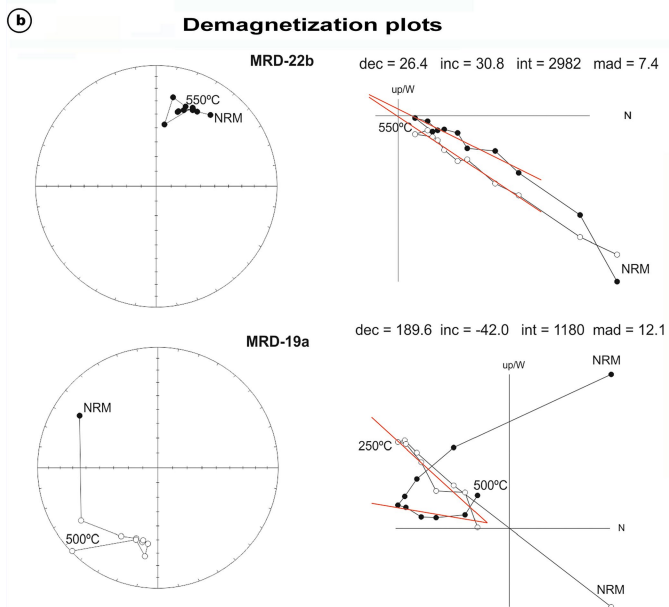 b
Demagnetization plots
MRD-22b
dec = 26.4 inc = 30.8 int = 2982 mad = 7.4
up/W
N
550ºC
NRM
550ºC
NRM
MRD-19a
dec = 189.6 inc = -42.0 int = 1180 mad = 12.1
NRM
up/W
NRM
250ºC
500ºC
500ºC
N
NRM